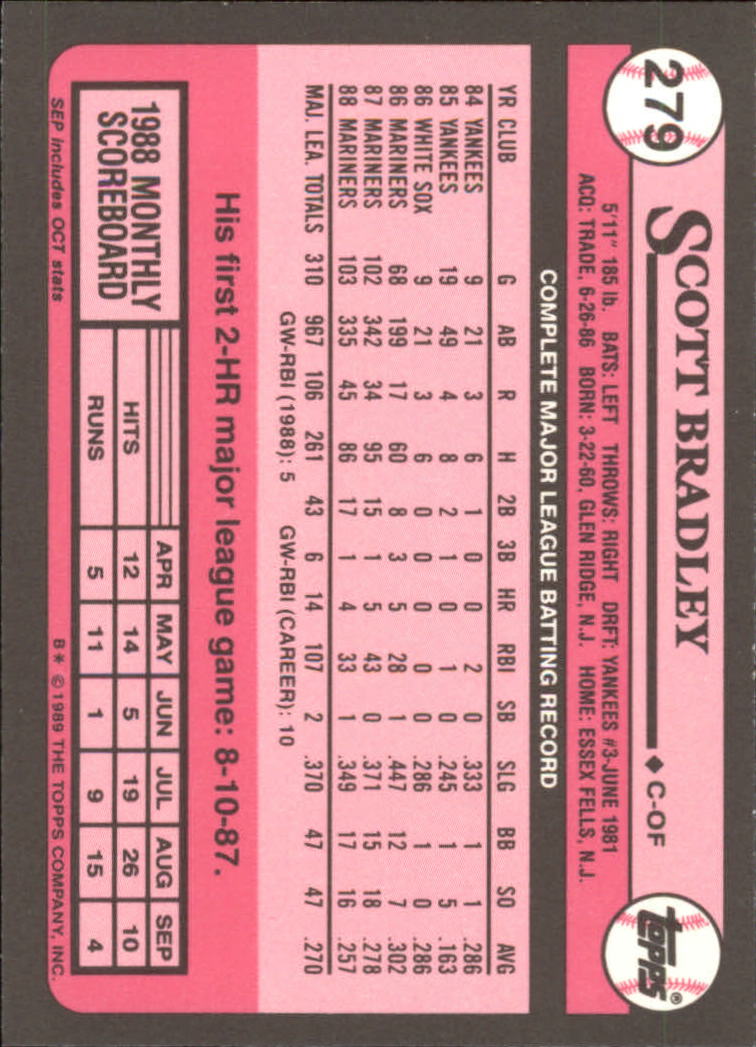 279
SCOTT BRADLEY ◆ C-OF
topps®
5'11" 185 lb. BATS: LEFT THROWS: RIGHT DRFT: YANKEES #3-JUNE 1981
ACQ: TRADE, 6-26-86 BORN: 3-22-60, GLEN RIDGE, N.J. HOME: ESSEX FELLS, N.J.
COMPLETE MAJOR LEAGUE BATTING RECORD
YR CLUB G AB R H 2B 3B HR RBI SB SLG BB SO AVG
84 YANKEES 9 21 3 6 1 0 0 2 0 .333 1 1 .286
85 YANKEES 19 49 4 8 2 1 0 1 0 .245 1 5 .163
86 WHITE SOX 9 21 3 6 0 0 0 0 0 .286 1 0 .286
86 MARINERS 68 199 17 60 8 3 5 28 1 .447 12 7 .302
87 MARINERS 102 342 34 95 15 1 5 43 0 .371 15 18 .278
88 MARINERS 103 335 45 86 17 1 4 33 1 .349 17 16 .257
MAJ. LEA. TOTALS 310 967 106 261 43 6 14 107 2 .370 47 47 .270
GW-RBI (1988): 5 GW-RBI (CAREER): 10
His first 2-HR major league game: 8-10-87.
1988 MONTHLY
SCOREBOARD
APR MAY JUN JUL AUG SEP
HITS 12 14 5 19 26 10
RUNS 5 11 1 9 15 4
SEP includes OCT stats
B* ©1989 THE TOPPS COMPANY, INC.